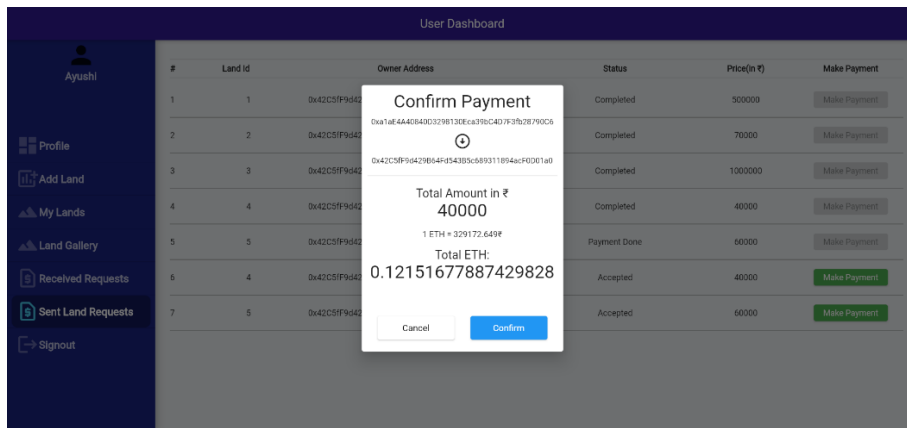 User Dashboard
Ayushi
Profile
Add Land
My Lands
Land Gallery
Received Requests
Sent Land Requests
Signout
# Land Id Owner Address Status Price(in ₹) Make Payment
1 1 0x42C5fF9d42 Completed 500000 Make Payment
2 2 0x42C5fF9d42 Completed 70000 Make Payment
3 3 0x42C5fF9d42 Completed 1000000 Make Payment
4 4 0x42C5fF9d42 Completed 40000 Make Payment
5 5 0x42C5fF9d42 Payment Done 60000 Make Payment
6 4 0x42C5fF9d42 Accepted 40000 Make Payment
7 5 0x42C5fF9d42 Accepted 60000 Make Payment
Confirm Payment
0xa1aE4A40840D3298130Eca39bC4D7F3fb28790C6
0x42C5fF9d429B64Fd543B5c689311894acF0D01a0
Total Amount in ₹
40000
1 ETH = 329172.649₹
Total ETH:
0.12151677887429828
Cancel Confirm